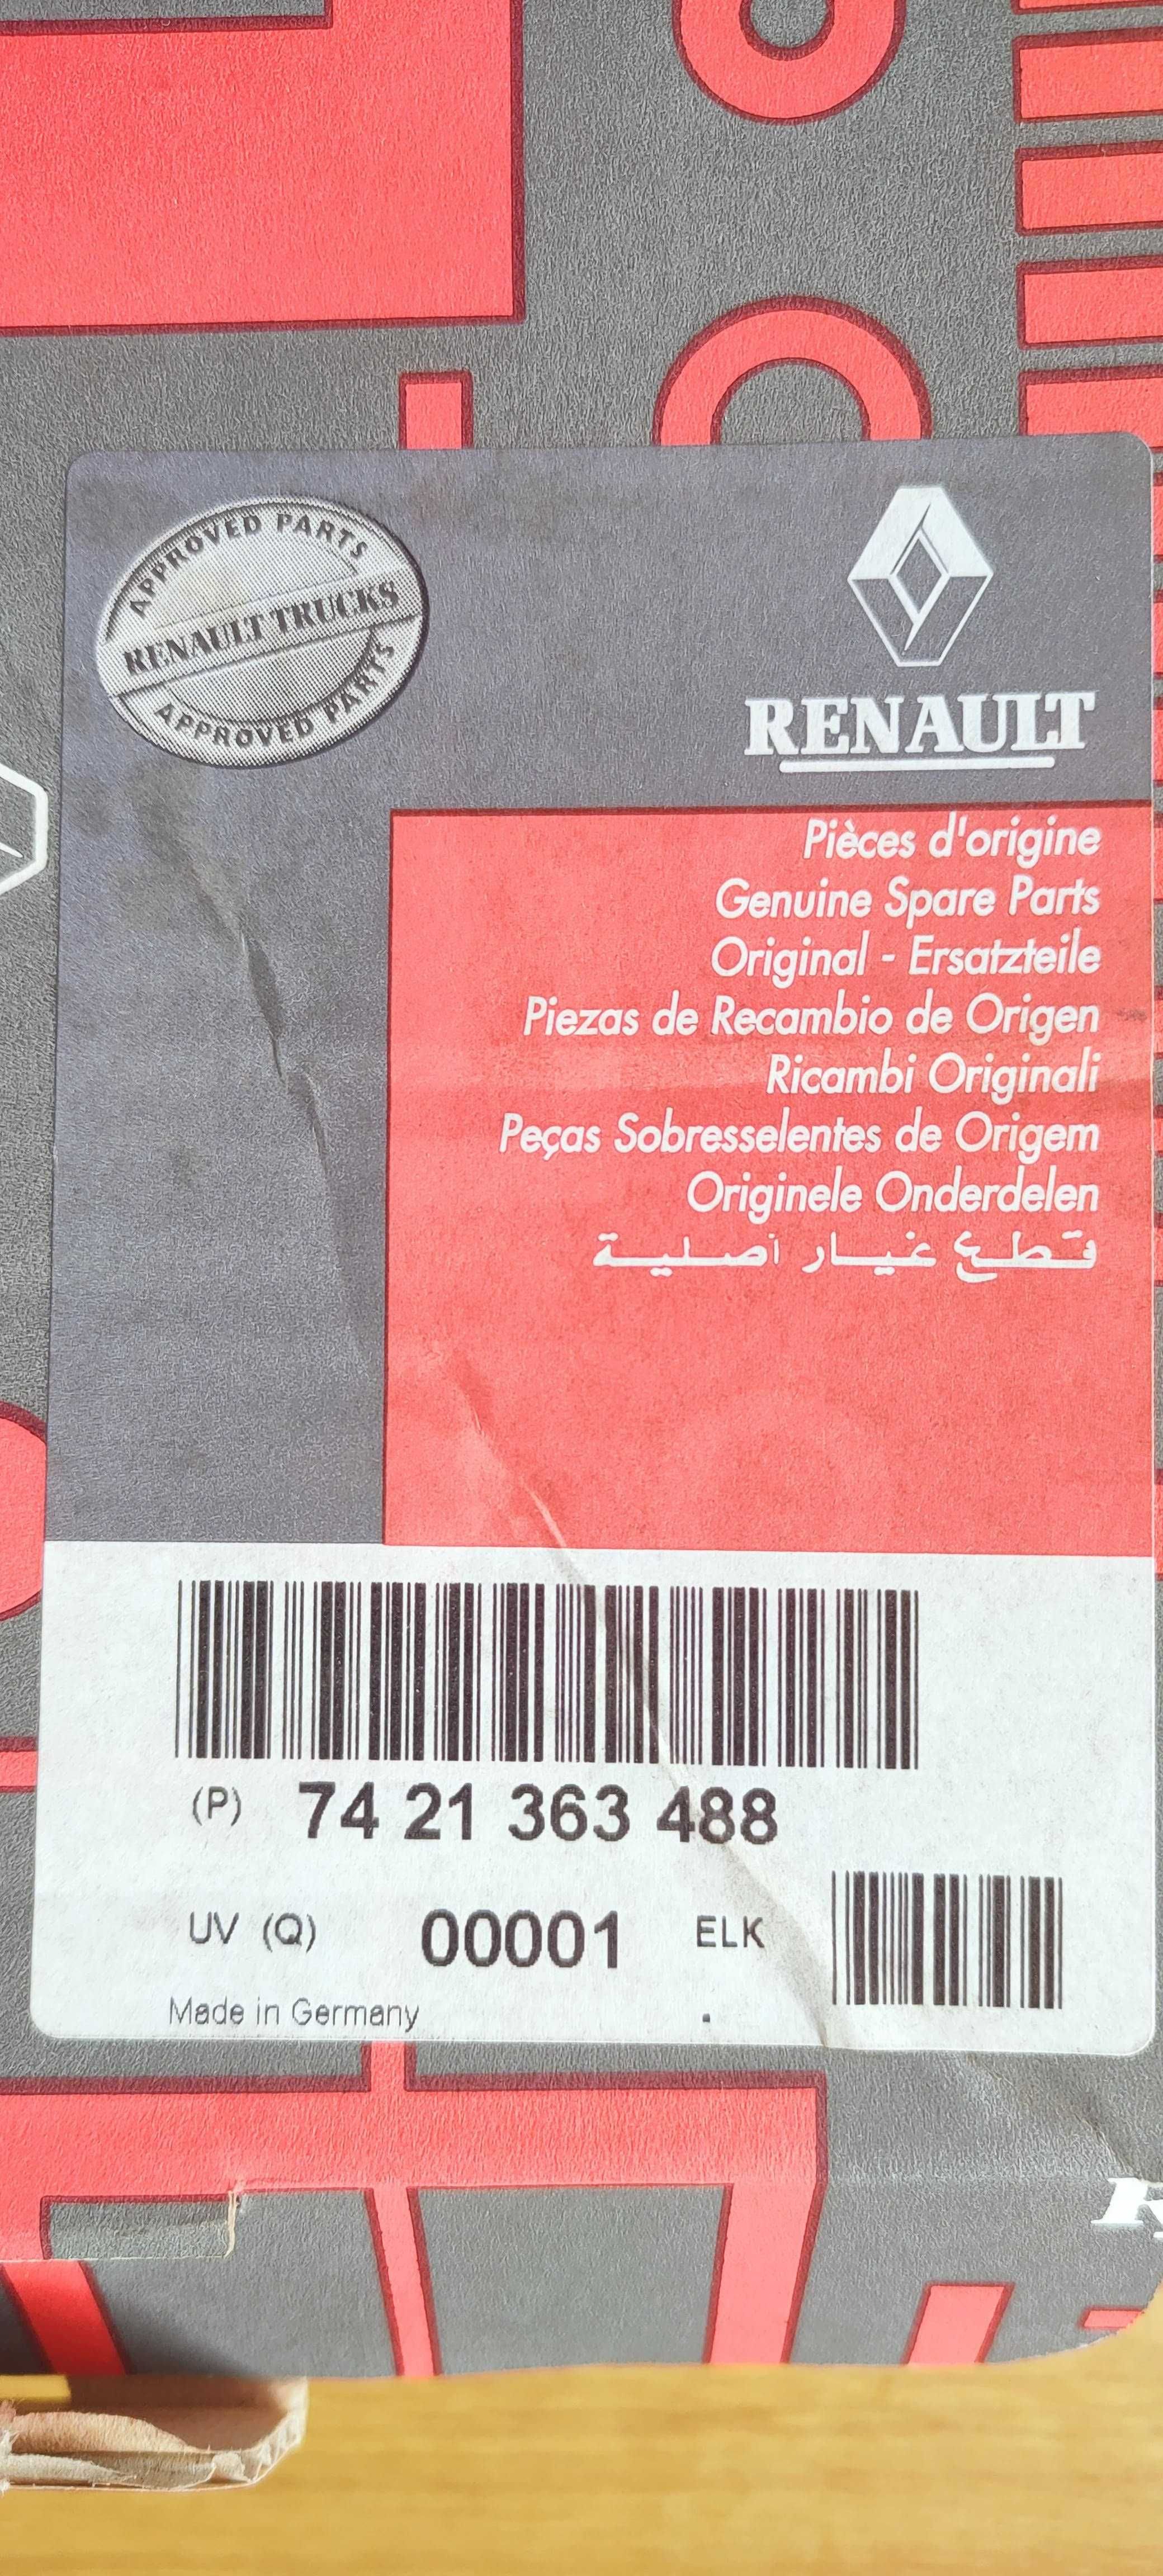 APPROVED PARTS
RENAULT TRUCKS
APPROVED PARTS
RENAULT
Pièces d'origine
Genuine Spare Parts
Original - Ersatzteile
Piezas de Recambio de Origen
Ricambi Originali
Peças Sobresselentes de Origem
Originele Onderdelen
قطع غيار أصلية
(P) 74 21 363 488
UV (Q) 00001 ELK
Made in Germany